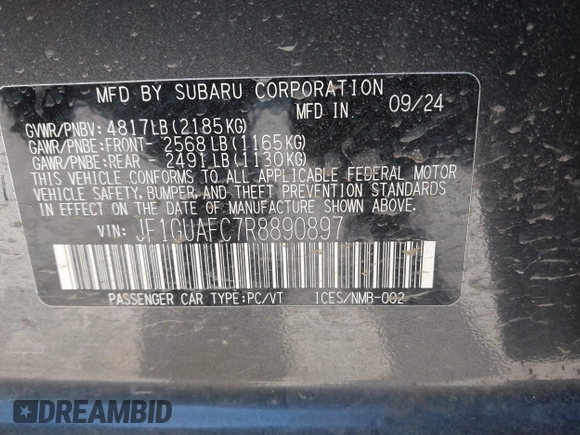 MFD BY SUBARU CORPORATION
MFD IN 09/24
GVWR/PNBV: 4817LB(2185KG)
GAWR/PNBE:FRONT- 2568LB(1165KG)
GAWR/PNBE:REAR - 2491LB(1130KG)
THIS VEHICLE CONFORMS TO ALL APPLICABLE FEDERAL MOTOR
VEHICLE SAFETY, BUMPER, AND THEFT PREVENTION STANDARDS
IN EFFECT ON THE DATE OF MANUFACTURE SHOWN ABOVE.
VIN: JF1GUAFC7R8890897
PASSENGER CAR TYPE:PC/VT ICES/NMB-002
DREAMBID